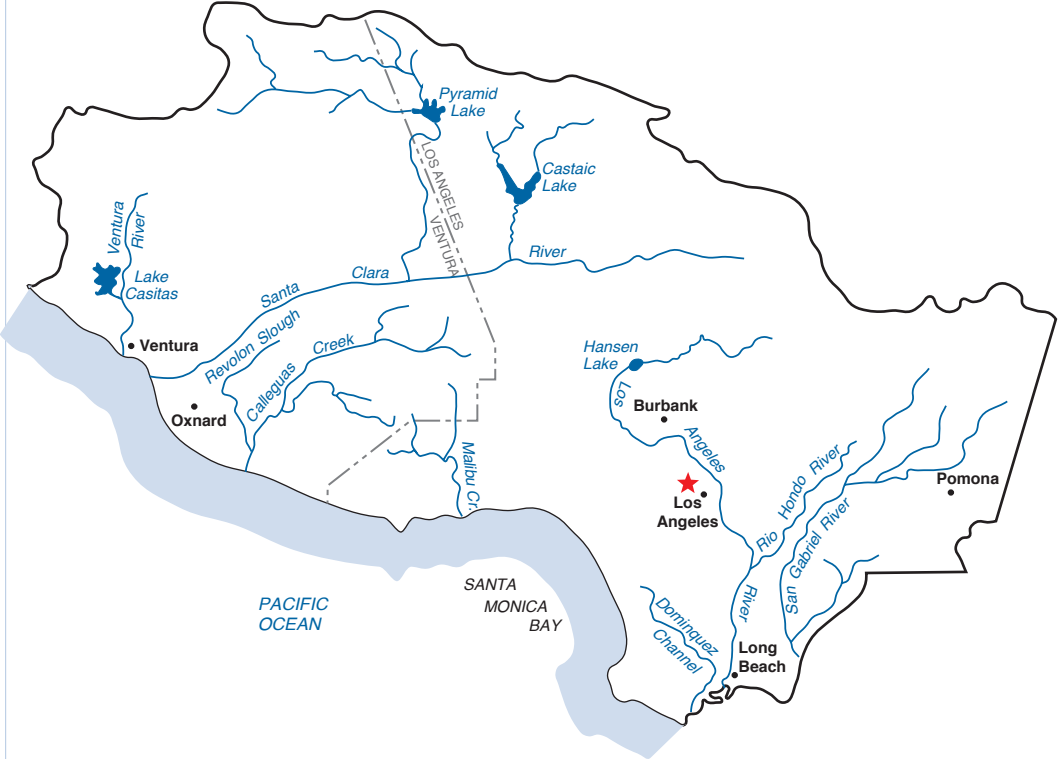 Pyramid
Lake
LOS ANGELES
VENTURA
Castaic
Lake
Ventura
River
Lake
Casitas
Santa
Clara
River
Ventura
Revolon Slough
Calleguas
Creek
Oxnard
Malibu Cr.
Hansen
Lake
Los
Burbank
Angeles
Los
Angeles
Rio
Hondo River
San
Gabriel River
Pomona
River
PACIFIC
OCEAN
SANTA
MONICA
BAY
Dominquez
Channel
Long
Beach